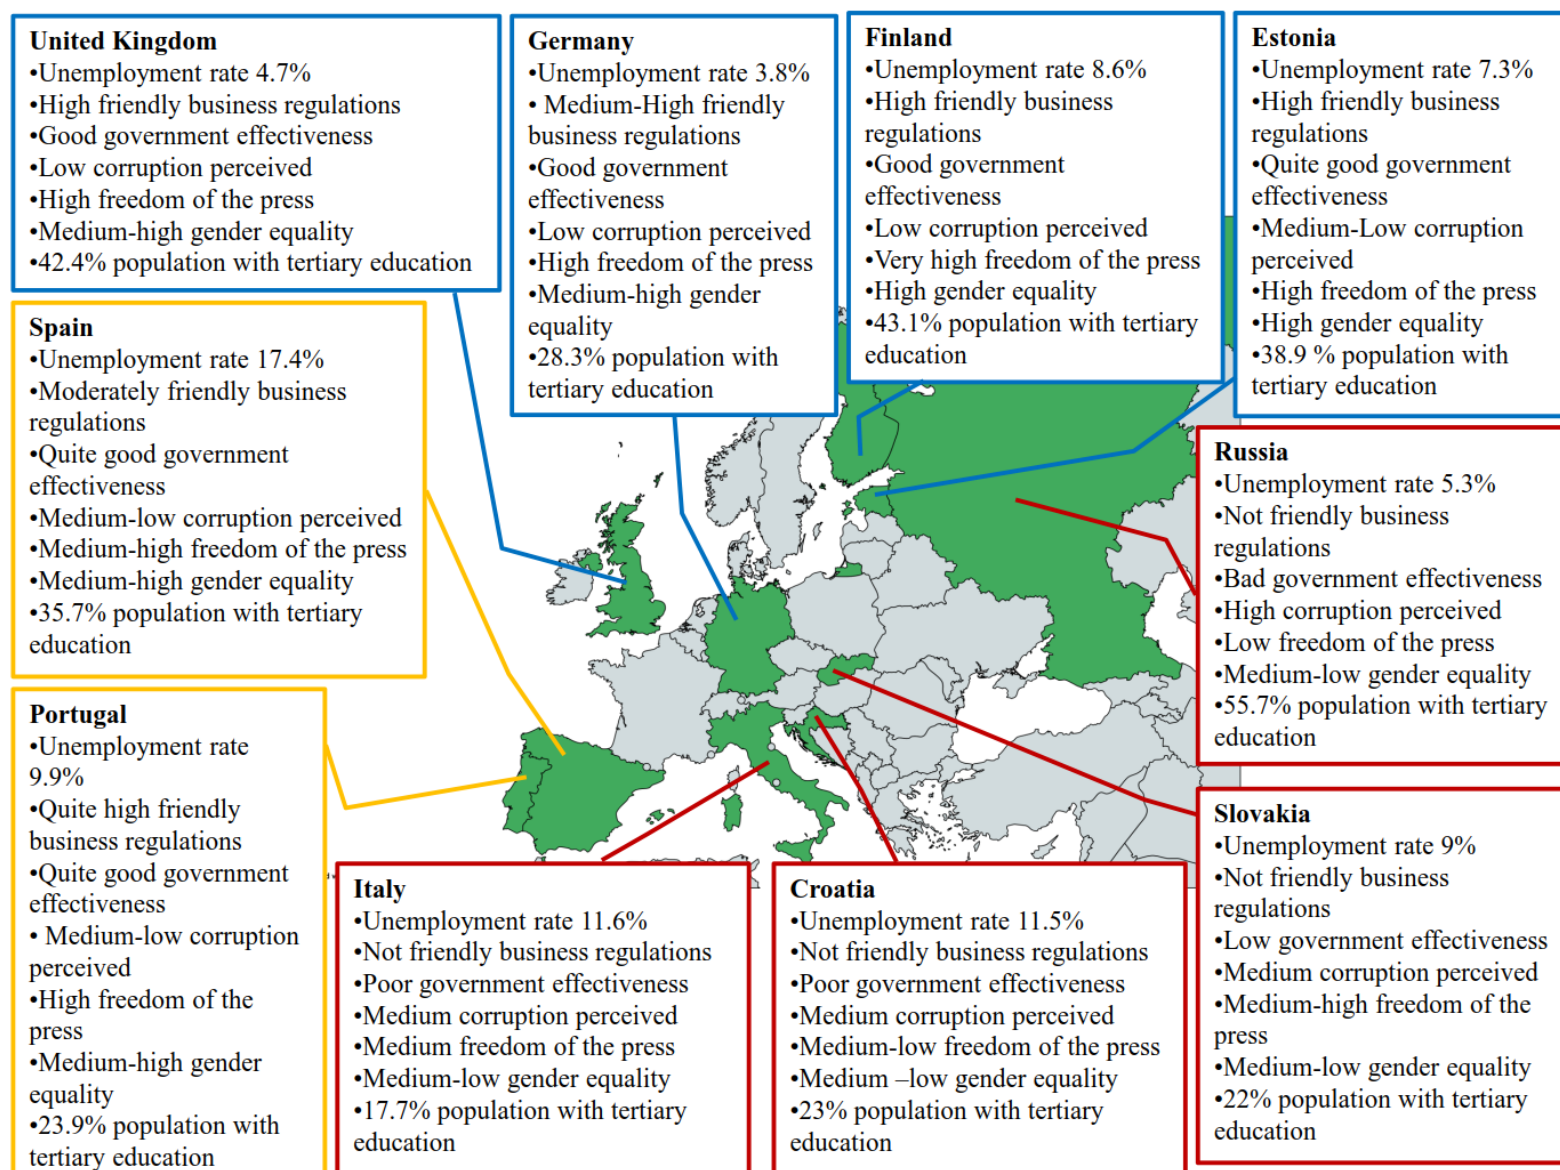 United Kingdom
•Unemployment rate 4.7%
•High friendly business regulations
•Good government effectiveness
•Low corruption perceived
•High freedom of the press
•Medium-high gender equality
•42.4% population with tertiary education
Germany
•Unemployment rate 3.8%
• Medium-High friendly
business regulations
•Good government
effectiveness
•Low corruption perceived
•High freedom of the press
•Medium-high gender
equality
•28.3% population with
tertiary education
Finland
•Unemployment rate 8.6%
•High friendly business
regulations
•Good government
effectiveness
•Low corruption perceived
•Very high freedom of the press
•High gender equality
•43.1% population with tertiary
education
Estonia
•Unemployment rate 7.3%
•High friendly business
regulations
•Quite good government
effectiveness
•Medium-Low corruption
perceived
•High freedom of the press
•High gender equality
•38.9 % population with
tertiary education
Spain
•Unemployment rate 17.4%
•Moderately friendly business
regulations
•Quite good government
effectiveness
•Medium-low corruption perceived
•Medium-high freedom of the press
•Medium-high gender equality
•35.7% population with tertiary
education
Russia
•Unemployment rate 5.3%
•Not friendly business
regulations
•Bad government effectiveness
•High corruption perceived
•Low freedom of the press
•Medium-low gender equality
•55.7% population with tertiary
education
Portugal
•Unemployment rate
9.9%
•Quite high friendly
business regulations
•Quite good government
effectiveness
• Medium-low corruption
perceived
•High freedom of the
press
•Medium-high gender
equality
•23.9% population with
tertiary education
Italy
•Unemployment rate 11.6%
•Not friendly business regulations
•Poor government effectiveness
•Medium corruption perceived
•Medium freedom of the press
•Medium-low gender equality
•17.7% population with tertiary
education
Croatia
•Unemployment rate 11.5%
•Not friendly business regulations
•Poor government effectiveness
•Medium corruption perceived
•Medium-low freedom of the press
•Medium –low gender equality
•23% population with tertiary
education
Slovakia
•Unemployment rate 9%
•Not friendly business
regulations
•Low government effectiveness
•Medium corruption perceived
•Medium-high freedom of the
press
•Medium-low gender equality
•22% population with tertiary
education